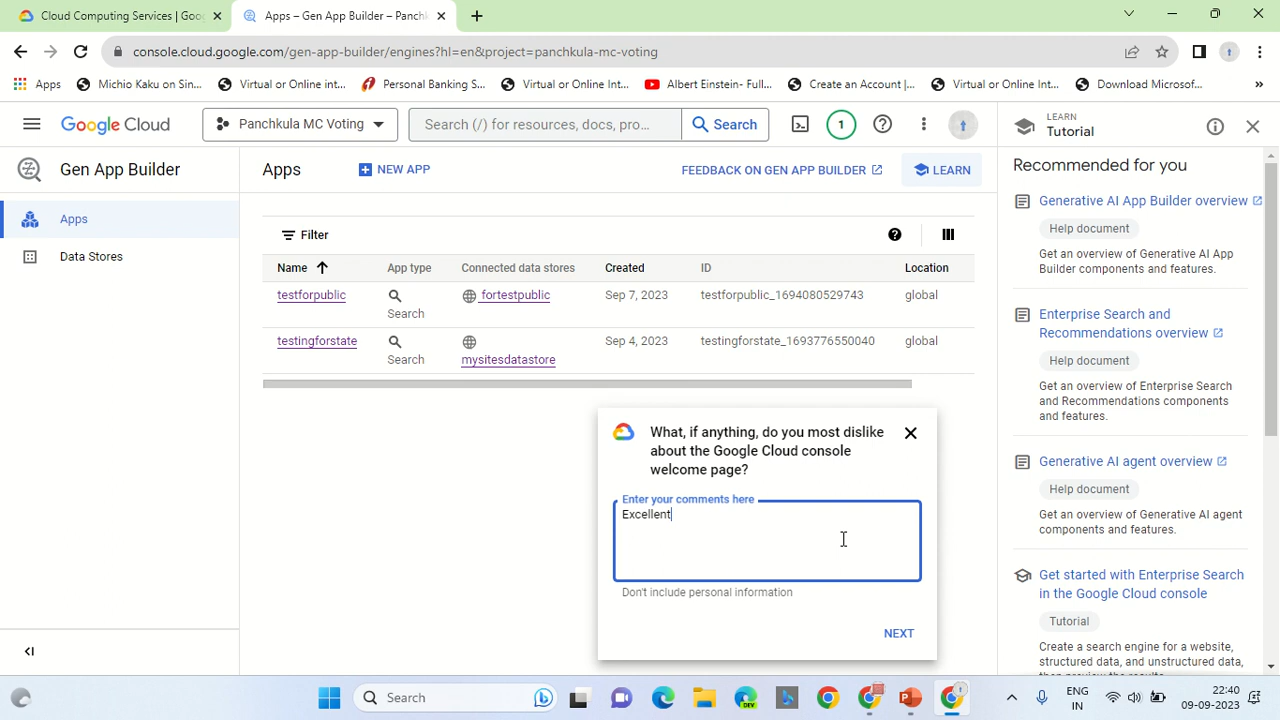 Cloud Computing Services | Goog
Apps – Gen App Builder – Panchk
console.cloud.google.com/gen-app-builder/engines?hl=en&project=panchkula-mc-voting
Apps
Michio Kaku on Sin...
Virtual or Online int...
Personal Banking S...
Virtual or Online Int...
Albert Einstein- Full...
Create an Account |...
Virtual or Online Int...
Download Microsof...
»
Google Cloud
Panchkula MC Voting
Search (/) for resources, docs, pro...
Search
1
LEARN
Tutorial
Gen App Builder
Apps
NEW APP
FEEDBACK ON GEN APP BUILDER
LEARN
Recommended for you
Apps
Data Stores
Filter
Name
App type
Connected data stores
Created
ID
Location
testforpublic
Search
fortestpublic
Sep 7, 2023
testforpublic_1694080529743
global
testingforstate
Search
mysitesdatastore
Sep 4, 2023
testingforstate_1693776550040
global
Generative AI App Builder overview
Help document
Get an overview of Generative AI App
Builder components and features.
Enterprise Search and
Recommendations overview
Help document
Get an overview of Enterprise Search
and Recommendations components
and features.
Generative AI agent overview
Help document
Get an overview of Generative AI agent
components and features.
Get started with Enterprise Search
in the Google Cloud console
Tutorial
Create a search engine for a website,
structured data, and unstructured data,
What, if anything, do you most dislike
about the Google Cloud console
welcome page?
Enter your comments here
Excellent
Don't include personal information
NEXT
Search
DEV
ENG
IN
22:40
09-09-2023